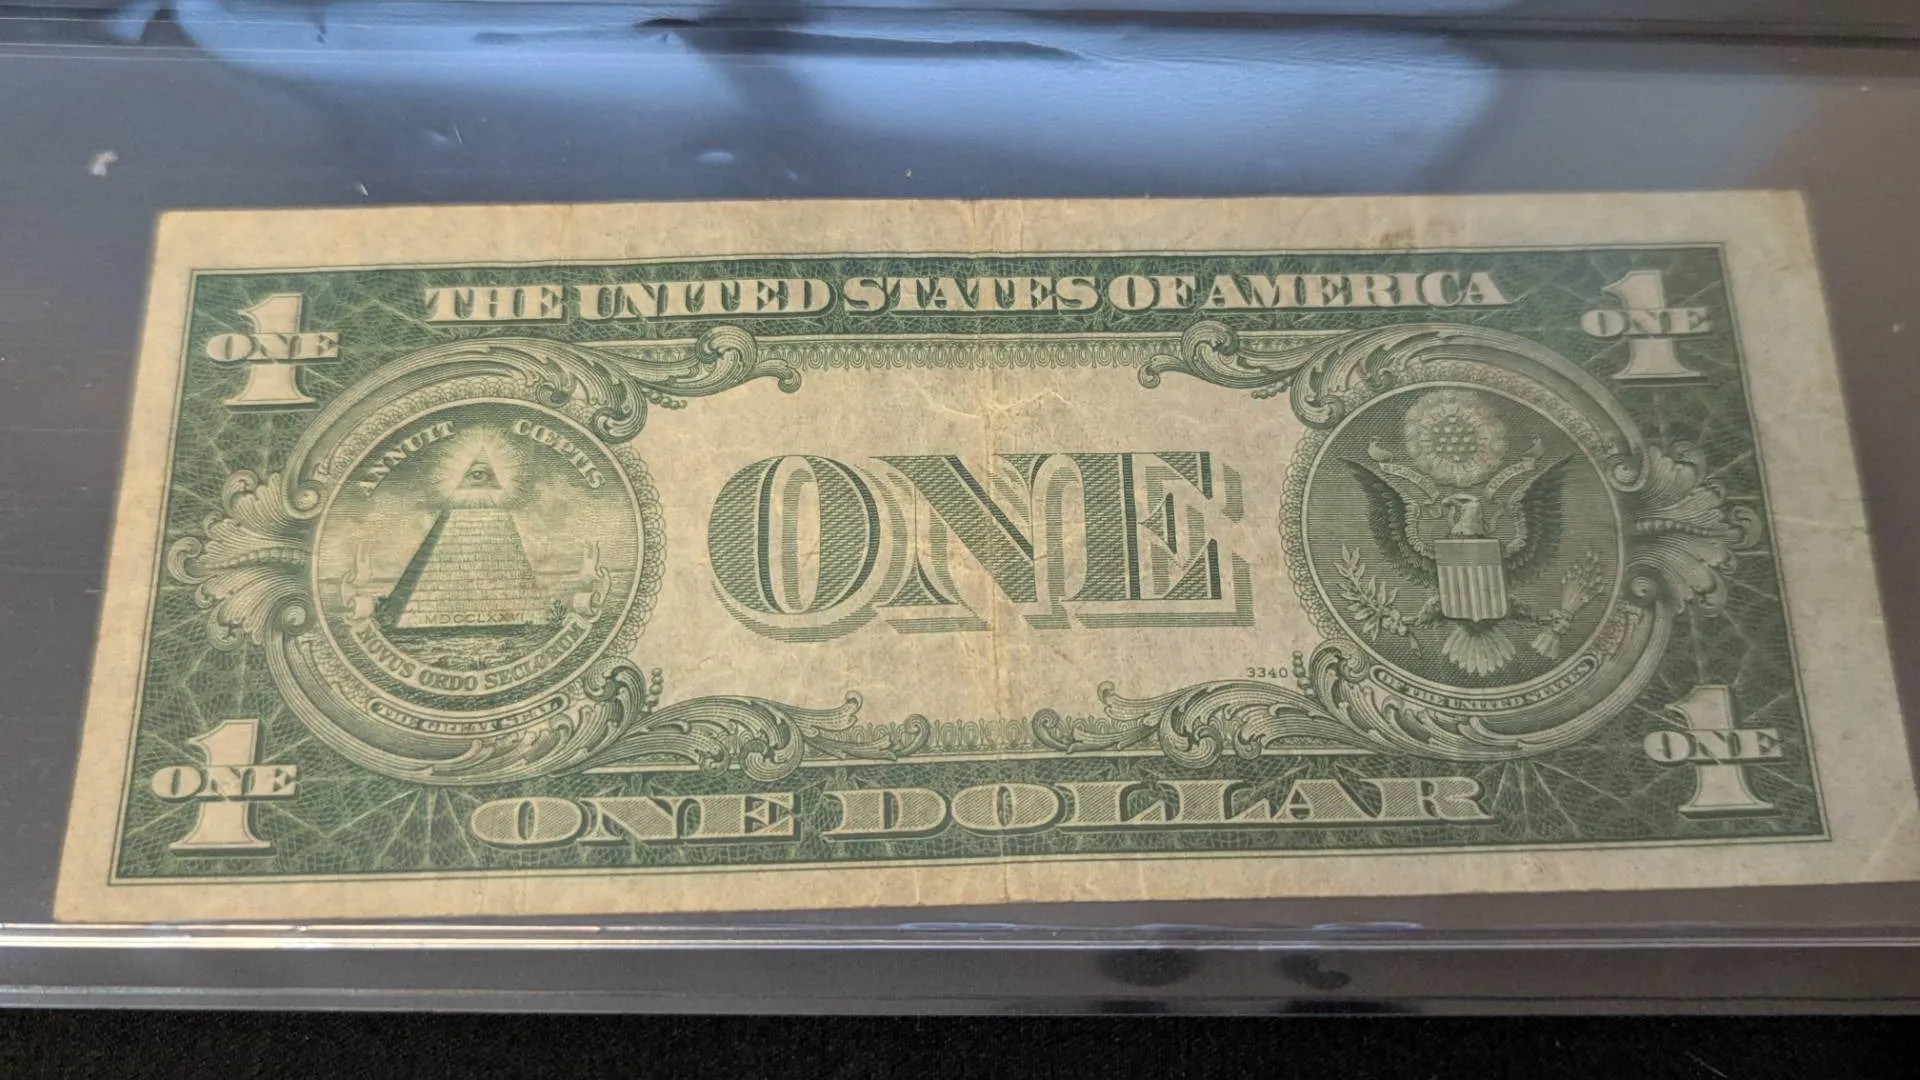 THE UNITED STATES OF AMERICA
1
ONE
1
ONE
ANNUIT CŒPTIS
MDCCLXXVI
NOVUS ORDO SECLORUM
THE GREAT SEAL
ONE
3340
OF THE UNITED STATES
1
ONE
1
ONE
ONE DOLLAR